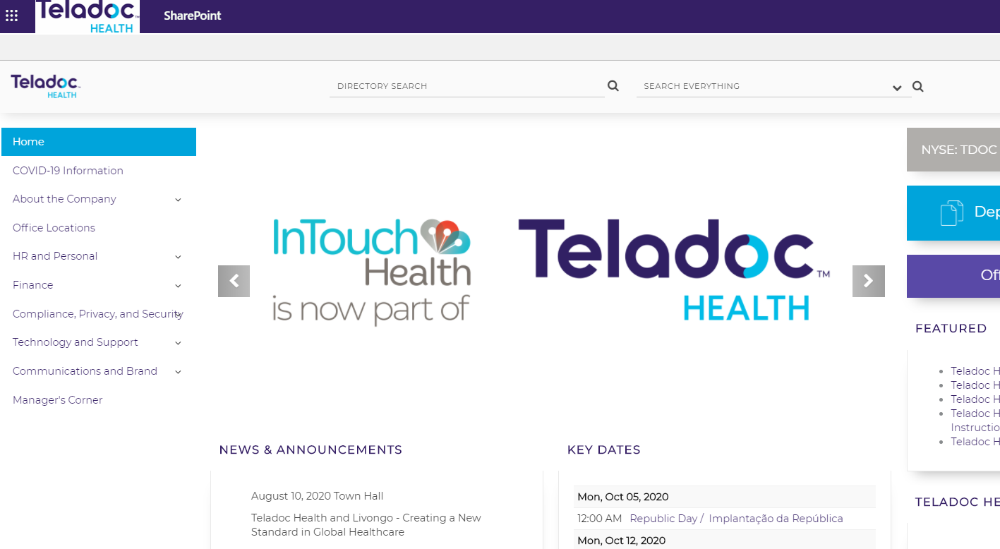 Teladoc™
HEALTH
SharePoint
Teladoc™
HEALTH
DIRECTORY SEARCH
SEARCH EVERYTHING
Home
COVID-19 Information
About the Company
Office Locations
HR and Personal
Finance
Compliance, Privacy, and Security
Technology and Support
Communications and Brand
Manager's Corner
InTouch
Health
is now part of
Teladoc™
HEALTH
NEWS & ANNOUNCEMENTS
August 10, 2020 Town Hall
Teladoc Health and Livongo - Creating a New
Standard in Global Healthcare
KEY DATES
Mon, Oct 05, 2020
12:00 AM Republic Day / Implantação da República
Mon, Oct 12, 2020
NYSE: TDOC
Dep
Off
FEATURED
Teladoc H
Teladoc H
Teladoc H
Teladoc H
Instructio
Teladoc H
TELADOC HE